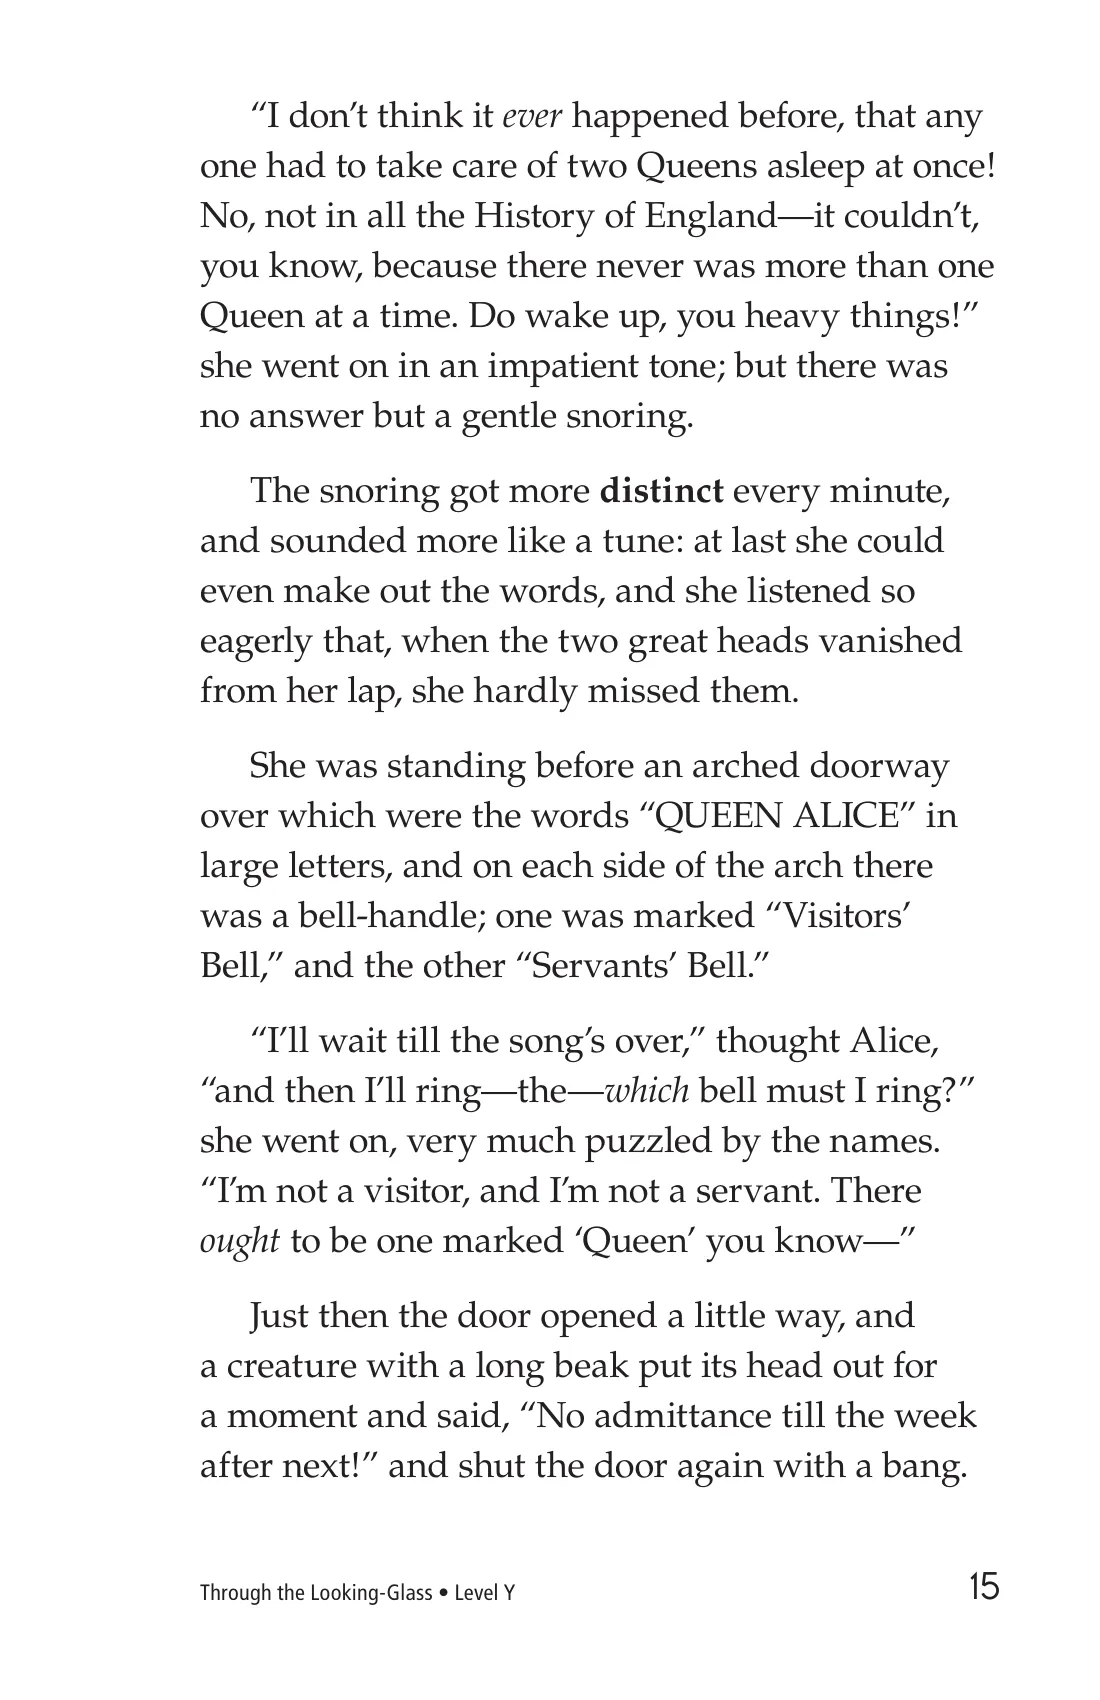 “I don’t think it ever happened before, that any
one had to take care of two Queens asleep at once!
No, not in all the History of England—it couldn’t,
you know, because there never was more than one
Queen at a time. Do wake up, you heavy things!”
she went on in an impatient tone; but there was
no answer but a gentle snoring.
The snoring got more distinct every minute,
and sounded more like a tune: at last she could
even make out the words, and she listened so
eagerly that, when the two great heads vanished
from her lap, she hardly missed them.
She was standing before an arched doorway
over which were the words “QUEEN ALICE” in
large letters, and on each side of the arch there
was a bell-handle; one was marked “Visitors’
Bell,” and the other “Servants’ Bell.”
“I’ll wait till the song’s over,” thought Alice,
“and then I’ll ring—the—which bell must I ring?”
she went on, very much puzzled by the names.
“I’m not a visitor, and I’m not a servant. There
ought to be one marked ‘Queen’ you know—”
Just then the door opened a little way, and
a creature with a long beak put its head out for
a moment and said, “No admittance till the week
after next!” and shut the door again with a bang.
Through the Looking-Glass • Level Y 15